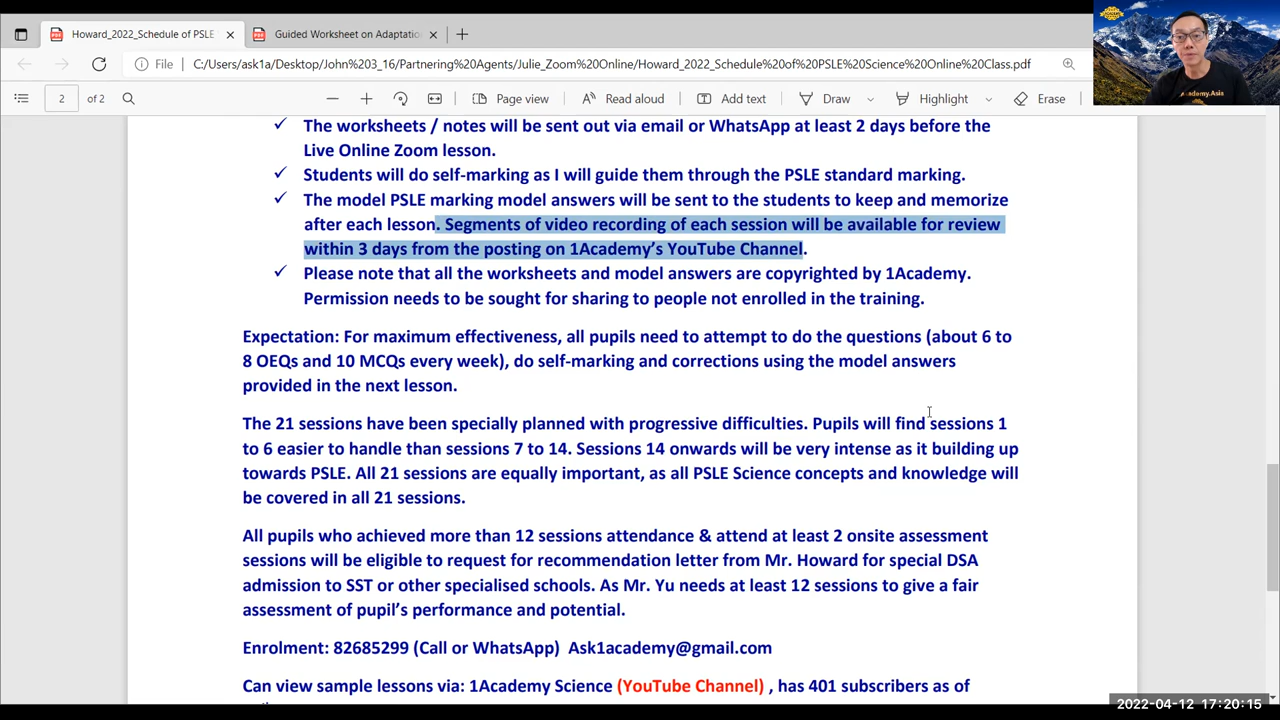 Howard_2022_Schedule of PSLE
Guided Worksheet on Adaptatio
File
C:/Users/ask1a/Desktop/John%203_16/Partnering%20Agents/Julie_Zoom%20Online/Howard_2022_Schedule%20of%20PSLE%20Science%20Online%20Class.pdf
2 of 2
Page view
Read aloud
Add text
Draw
Highlight
Erase
1Academy.Asia
✓ The worksheets / notes will be sent out via email or WhatsApp at least 2 days before the
Live Online Zoom lesson.
✓ Students will do self-marking as I will guide them through the PSLE standard marking.
✓ The model PSLE marking model answers will be sent to the students to keep and memorize
after each lesson. Segments of video recording of each session will be available for review
within 3 days from the posting on 1Academy’s YouTube Channel.
✓ Please note that all the worksheets and model answers are copyrighted by 1Academy.
Permission needs to be sought for sharing to people not enrolled in the training.
Expectation: For maximum effectiveness, all pupils need to attempt to do the questions (about 6 to
8 OEQs and 10 MCQs every week), do self-marking and corrections using the model answers
provided in the next lesson.
The 21 sessions have been specially planned with progressive difficulties. Pupils will find sessions 1
to 6 easier to handle than sessions 7 to 14. Sessions 14 onwards will be very intense as it building up
towards PSLE. All 21 sessions are equally important, as all PSLE Science concepts and knowledge will
be covered in all 21 sessions.
All pupils who achieved more than 12 sessions attendance & attend at least 2 onsite assessment
sessions will be eligible to request for recommendation letter from Mr. Howard for special DSA
admission to SST or other specialised schools. As Mr. Yu needs at least 12 sessions to give a fair
assessment of pupil’s performance and potential.
Enrolment: 82685299 (Call or WhatsApp) Ask1academy@gmail.com
Can view sample lessons via: 1Academy Science (YouTube Channel) , has 401 subscribers as of
2022-04-12 17:20:15